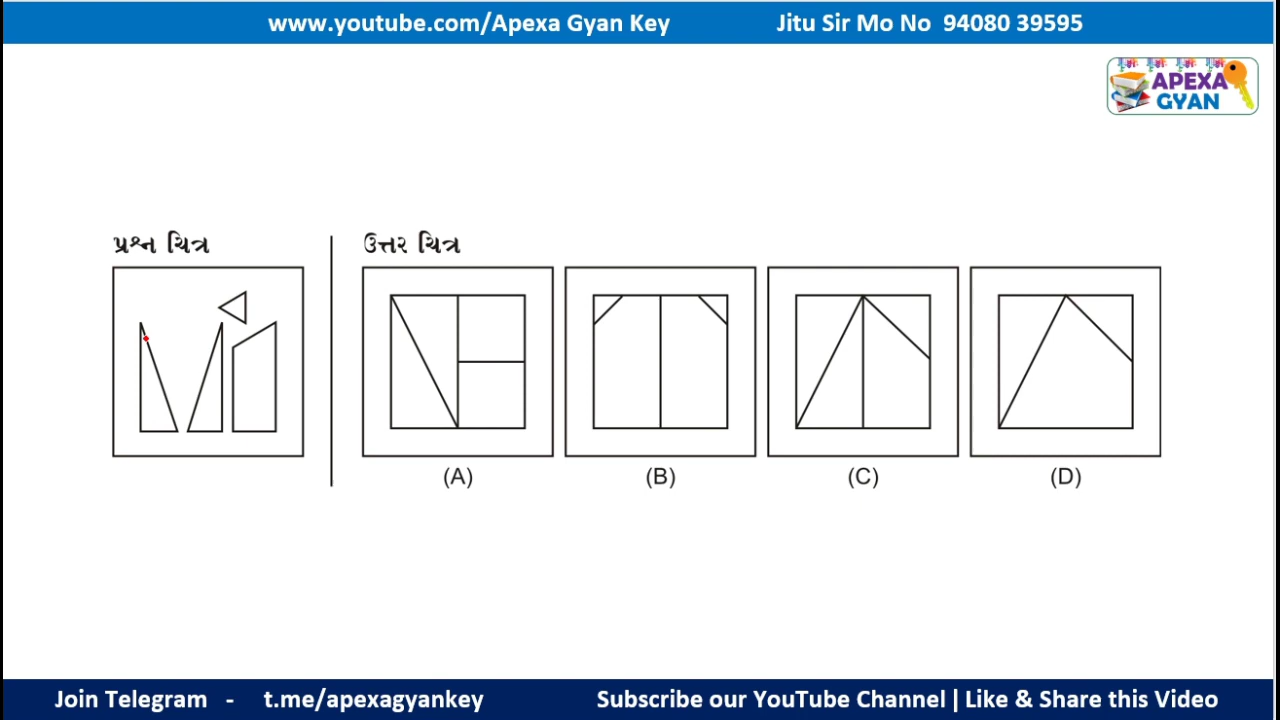 www.youtube.com/Apexa Gyan Key Jitu Sir Mo No 94080 39595
APEXA
GYAN
પ્રશ્ન ચિત્ર ઉત્તર ચિત્ર
(A) (B) (C) (D)
Join Telegram - t.me/apexagyankey Subscribe our YouTube Channel | Like & Share this Video